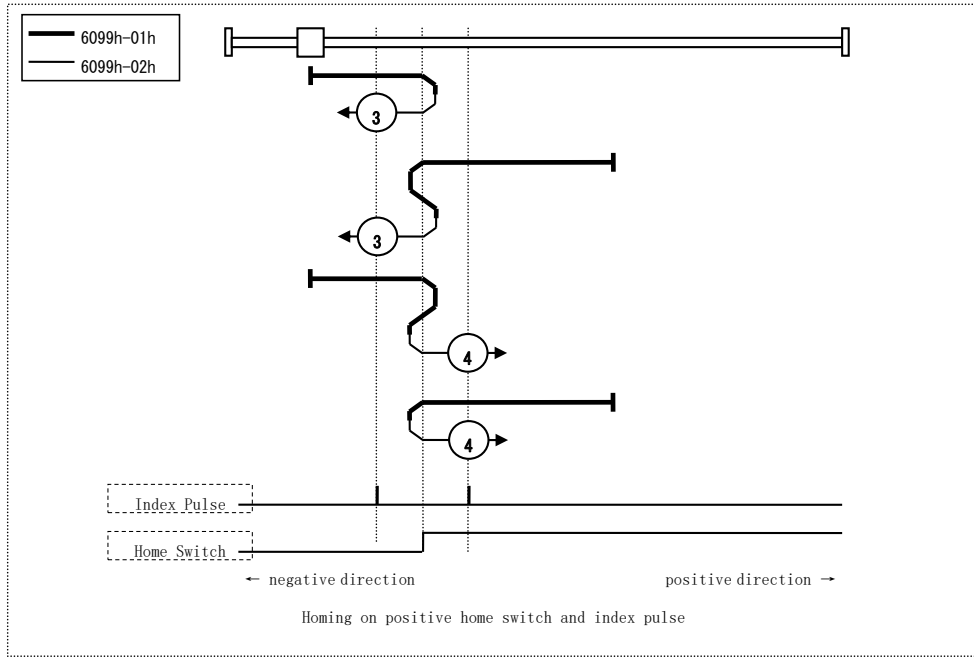 6099h-01h
6099h-02h
3
3
4
4
Index Pulse
Home Switch
← negative direction
positive direction →
Homing on positive home switch and index pulse